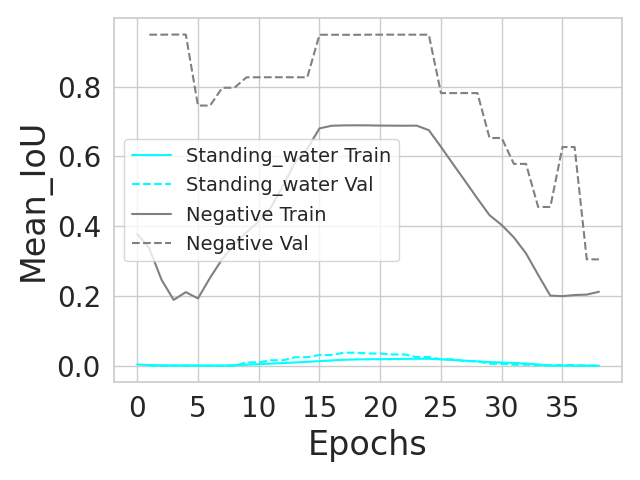 Mean_IoU
0.8
0.6
0.4
0.2
0.0
Standing_water Train
Standing_water Val
Negative Train
Negative Val
0 5 10 15 20 25 30 35
Epochs